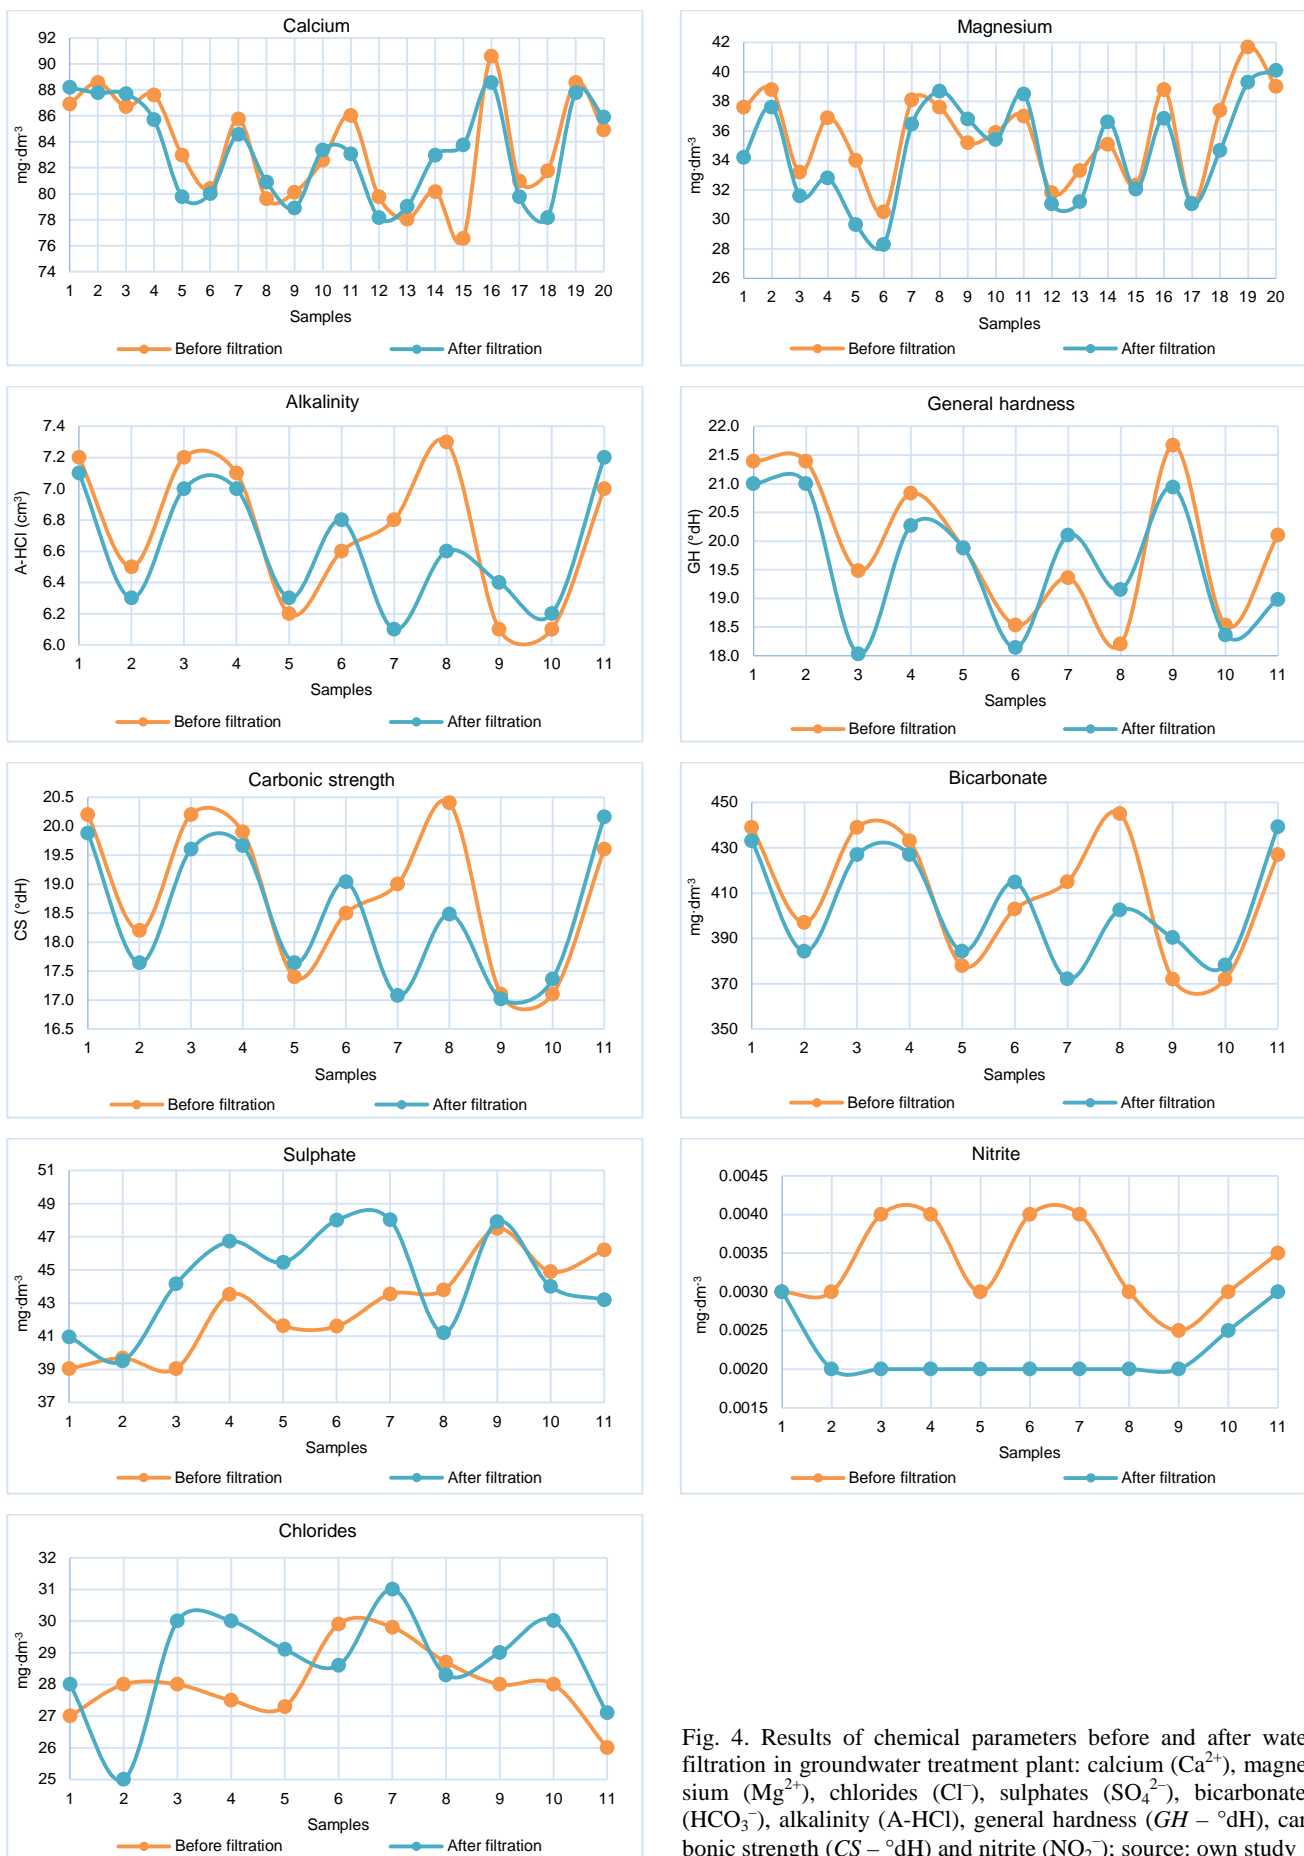 Calcium
92
90
88
86
84
82
80
78
76
74
mg·dm-3
1 2 3 4 5 6 7 8 9 10 11 12 13 14 15 16 17 18 19 20
Samples
Before filtration After filtration
Magnesium
42
40
38
36
34
32
30
28
26
mg·dm-3
1 2 3 4 5 6 7 8 9 10 11 12 13 14 15 16 17 18 19 20
Samples
Before filtration After filtration
Alkalinity
7.4
7.2
7.0
6.8
6.6
6.4
6.2
6.0
A-HCl (cm³)
1 2 3 4 5 6 7 8 9 10 11
Samples
Before filtration After filtration
General hardness
22.0
21.5
21.0
20.5
20.0
19.5
19.0
18.5
18.0
GH (°dH)
1 2 3 4 5 6 7 8 9 10 11
Samples
Before filtration After filtration
Carbonic strength
20.5
20.0
19.5
19.0
18.5
18.0
17.5
17.0
16.5
CS (°dH)
1 2 3 4 5 6 7 8 9 10 11
Samples
Before filtration After filtration
Bicarbonate
450
430
410
390
370
350
mg·dm-3
1 2 3 4 5 6 7 8 9 10 11
Samples
Before filtration After filtration
Sulphate
51
49
47
45
43
41
39
37
mg·dm-3
1 2 3 4 5 6 7 8 9 10 11
Samples
Before filtration After filtration
Nitrite
0.0045
0.0040
0.0035
0.0030
0.0025
0.0020
0.0015
mg·dm-3
1 2 3 4 5 6 7 8 9 10 11
Samples
Before filtration After filtration
Chlorides
32
31
30
29
28
27
26
25
mg·dm-3
1 2 3 4 5 6 7 8 9 10 11
Samples
Before filtration After filtration
Fig. 4. Results of chemical parameters before and after wate
filtration in groundwater treatment plant: calcium (Ca²⁺), magne
sium (Mg²⁺), chlorides (Cl⁻), sulphates (SO₄²⁻), bicarbonate
(HCO₃⁻), alkalinity (A-HCl), general hardness (GH – °dH), car
bonic strength (CS – °dH) and nitrite (NO₂⁻); source: own study